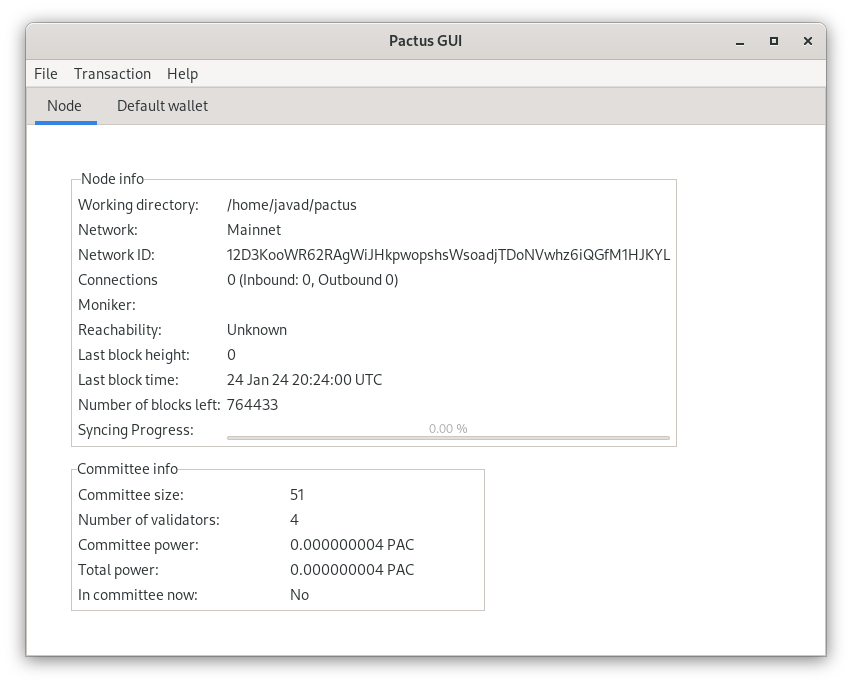 Pactus GUI
File Transaction Help
Node Default wallet
Node info
Working directory: /home/javad/pactus
Network: Mainnet
Network ID: 12D3KooWR62RAgWiJHkpwopshsWsoadjTDoNVwhz6iQGfM1HJKYL
Connections 0 (Inbound: 0, Outbound 0)
Moniker:
Reachability: Unknown
Last block height: 0
Last block time: 24 Jan 24 20:24:00 UTC
Number of blocks left: 764433
Syncing Progress: 0.00 %
Committee info
Committee size: 51
Number of validators: 4
Committee power: 0.000000004 PAC
Total power: 0.000000004 PAC
In committee now: No